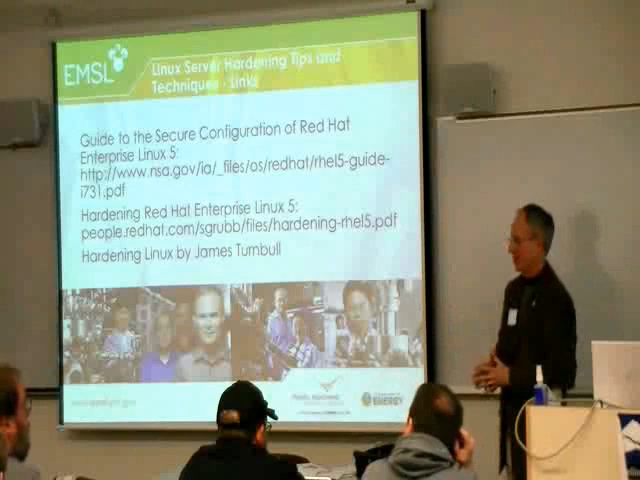 EMSL
Linux Server Hardening Tips and
Techniques - Links
Guide to the Secure Configuration of Red Hat
Enterprise Linux 5:
http://www.nsa.gov/ia/_files/os/redhat/rhel5-guide-
i731.pdf
Hardening Red Hat Enterprise Linux 5:
people.redhat.com/sgrubb/files/hardening-rhel5.pdf
Hardening Linux by James Turnbull
ENERGY